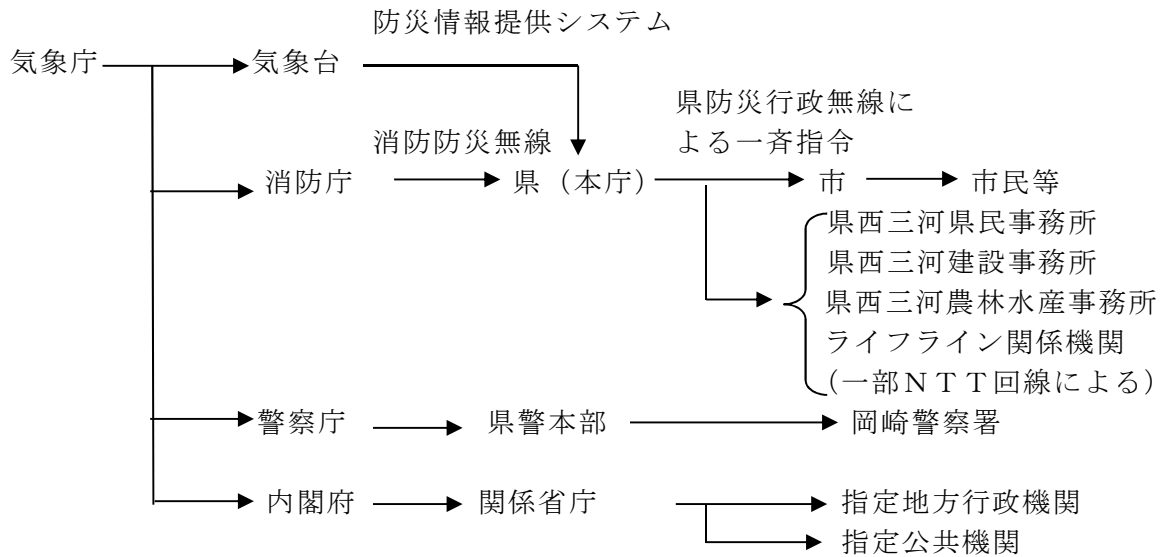 防災情報提供システム
気象庁
気象台
消防防災無線
県防災行政無線に
よる一斉指令
消防庁
県（本庁）
市
市民等
県西三河県民事務所
県西三河建設事務所
県西三河農林水産事務所
ライフライン関係機関
(一部ＮＴＴ回線による）
警察庁
県警本部
岡崎警察署
内閣府
関係省庁
指定地方行政機関
指定公共機関